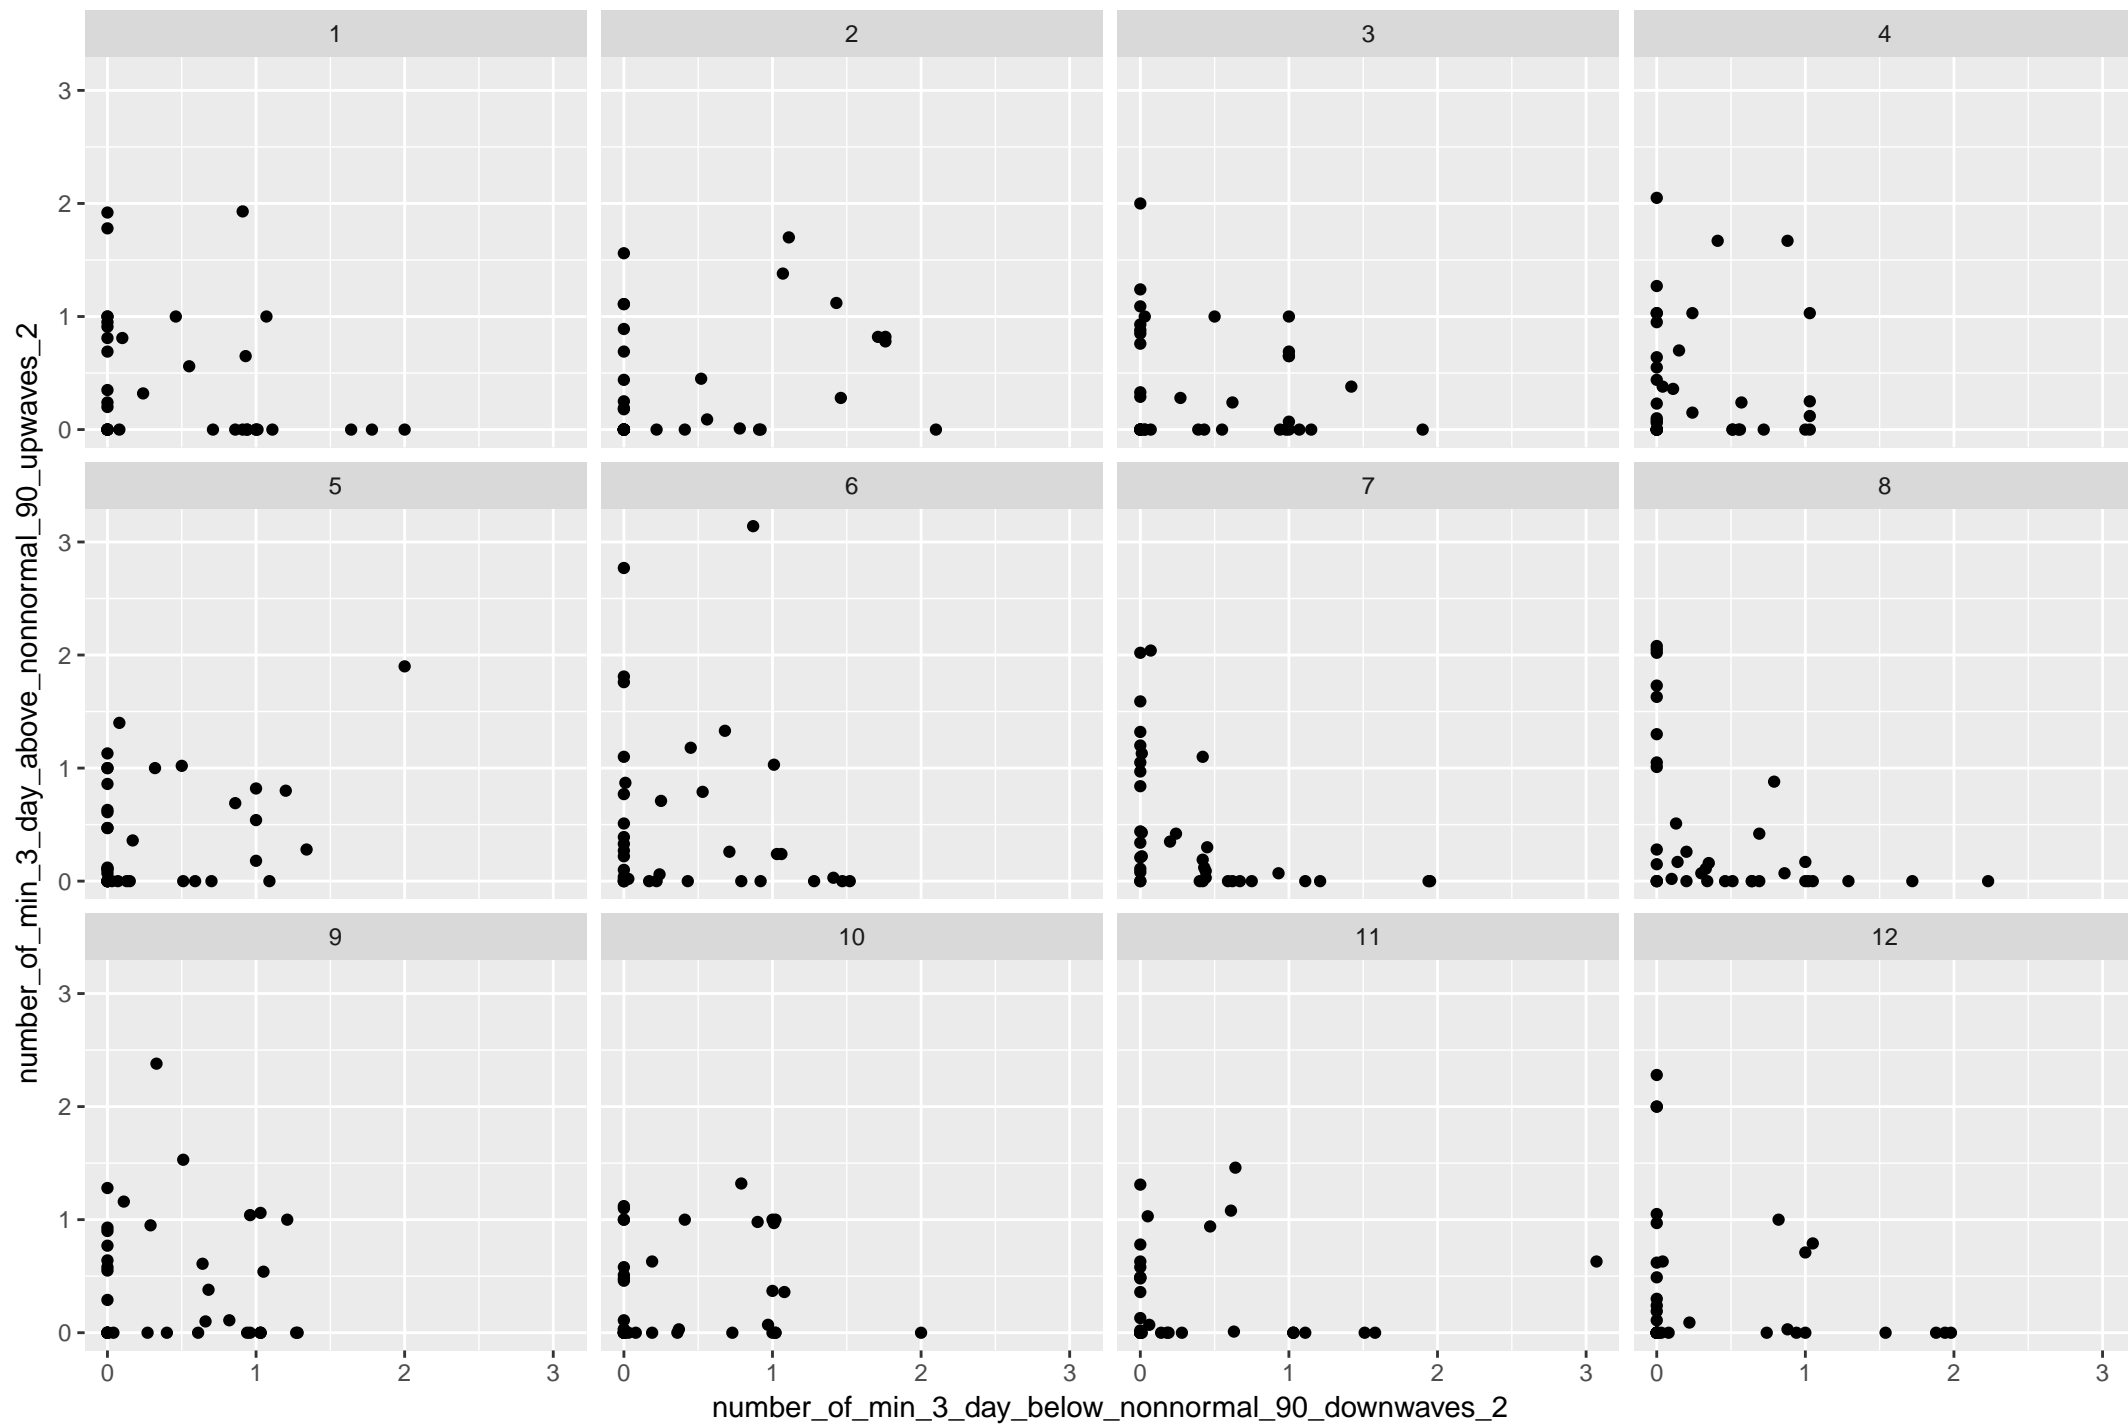 1 2 3 4
3
2
1
0
5 6 7 8
3
2
1
0
9 10 11 12
3
2
1
0
0 1 2 3 0 1 2 3 0 1 2 3 0 1 2 3
number_of_min_3_day_below_nonnormal_90_downwaves_2
number_of_min_3_day_above_nonnormal_90_upwaves_2